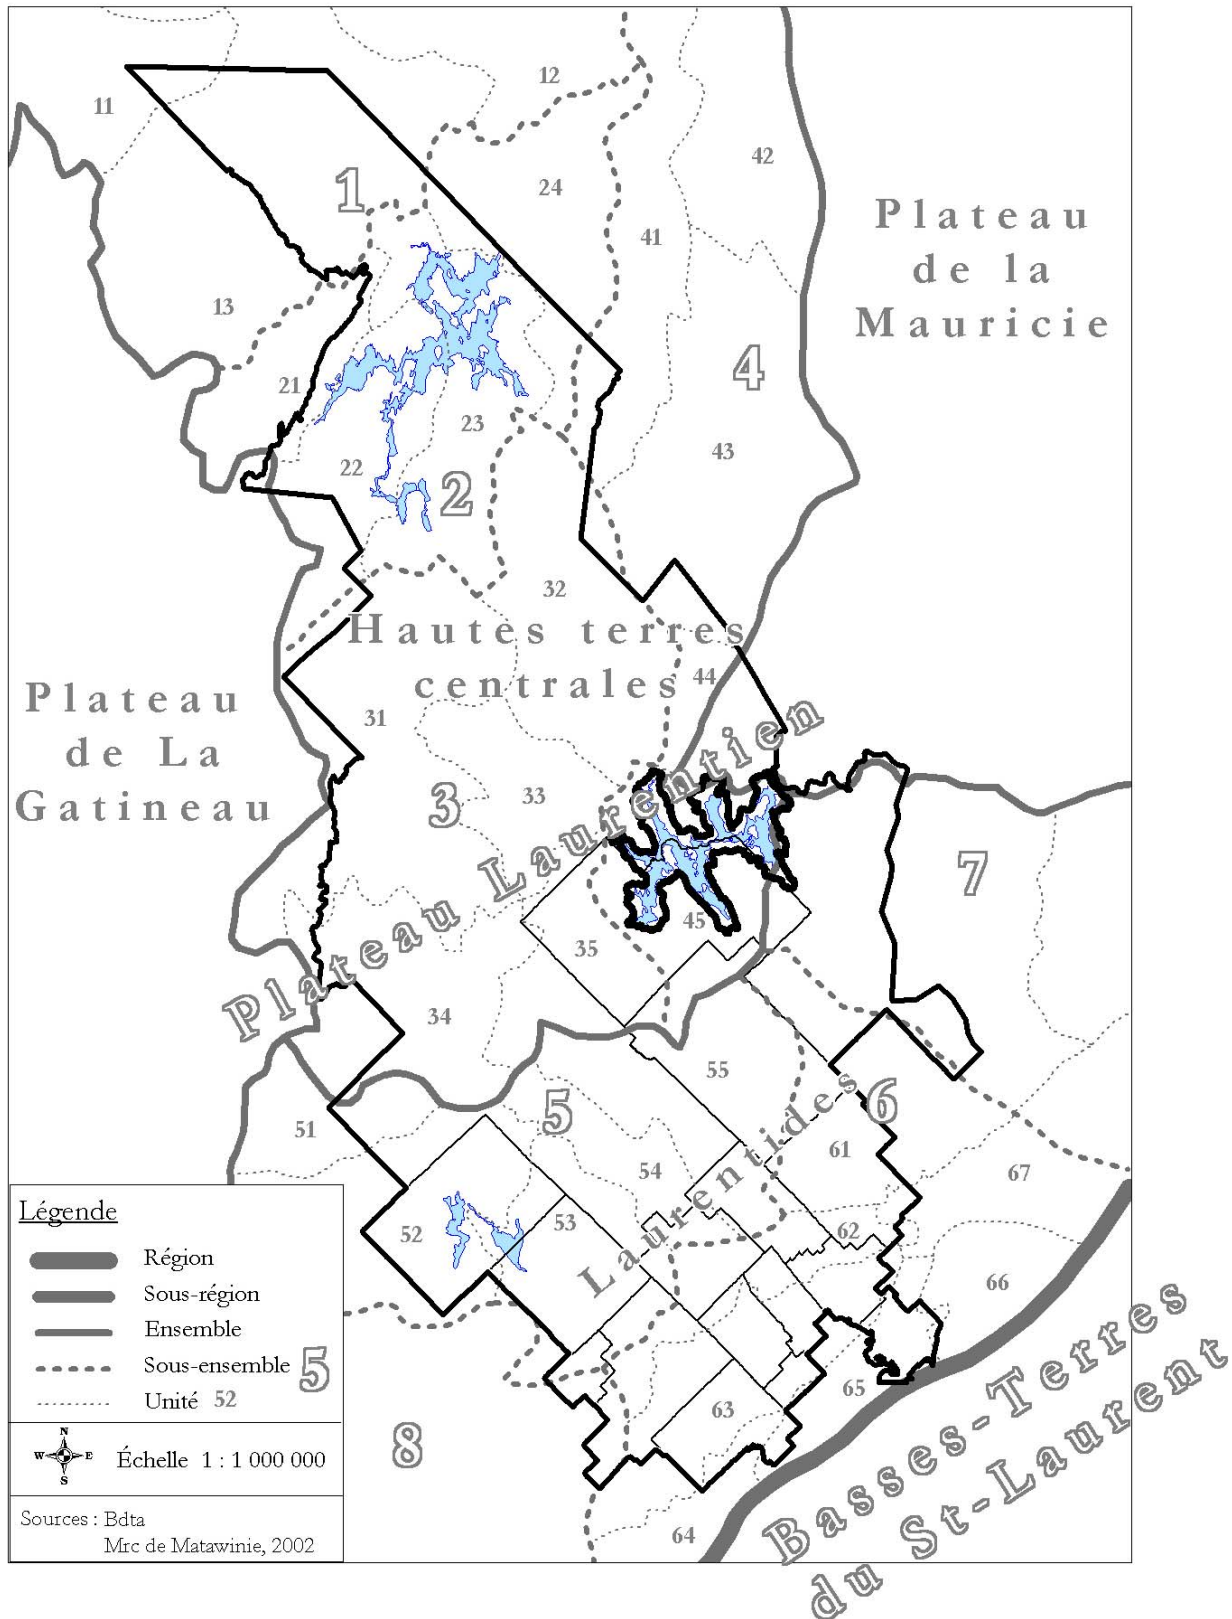 12
11
42
1
24
Plateau
de la
Mauricie
41
13
4
21
23
43
22
2
32
Hautes terres
centrales
44
Plateau
de La
Gatineau
31
Plateau Laurentien
3
33
7
45
35
34
55
5
6
51
61
54
67
Laurentides
52
53
62
66
65
63
8
64
Basses-Terres
du St-Laurent
Légende
Région
Sous-région
Ensemble
Sous-ensemble 5
Unité 52
N
W E
S
Échelle 1 : 1 000 000
Sources : Bdta
Mrc de Matawinie, 2002